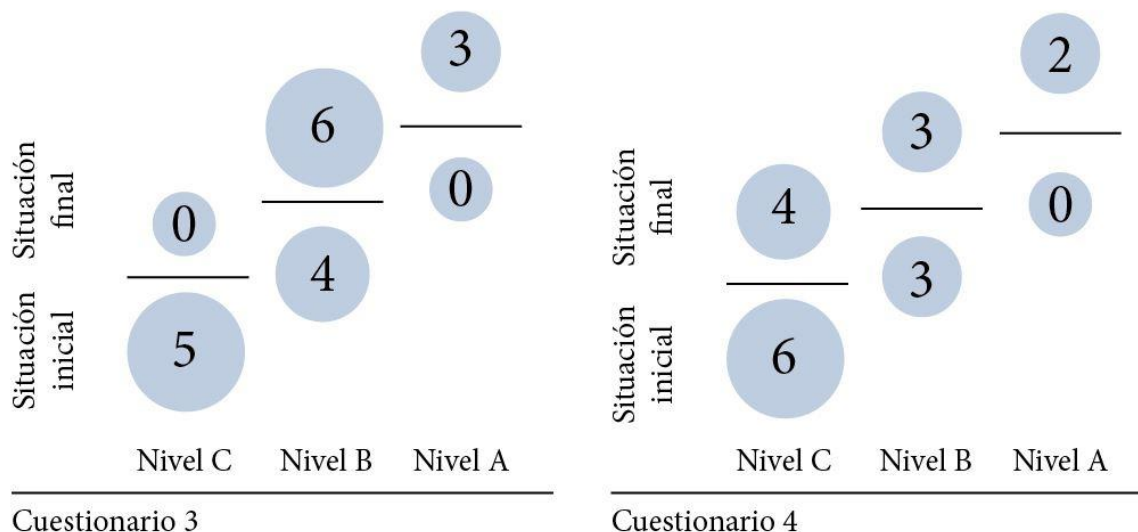 Situación
final
Situación
inicial
3
6
0
0
4
5
Nivel C Nivel B Nivel A
Cuestionario 3
Situación
final
Situación
inicial
2
3
4
0
3
6
Nivel C Nivel B Nivel A
Cuestionario 4